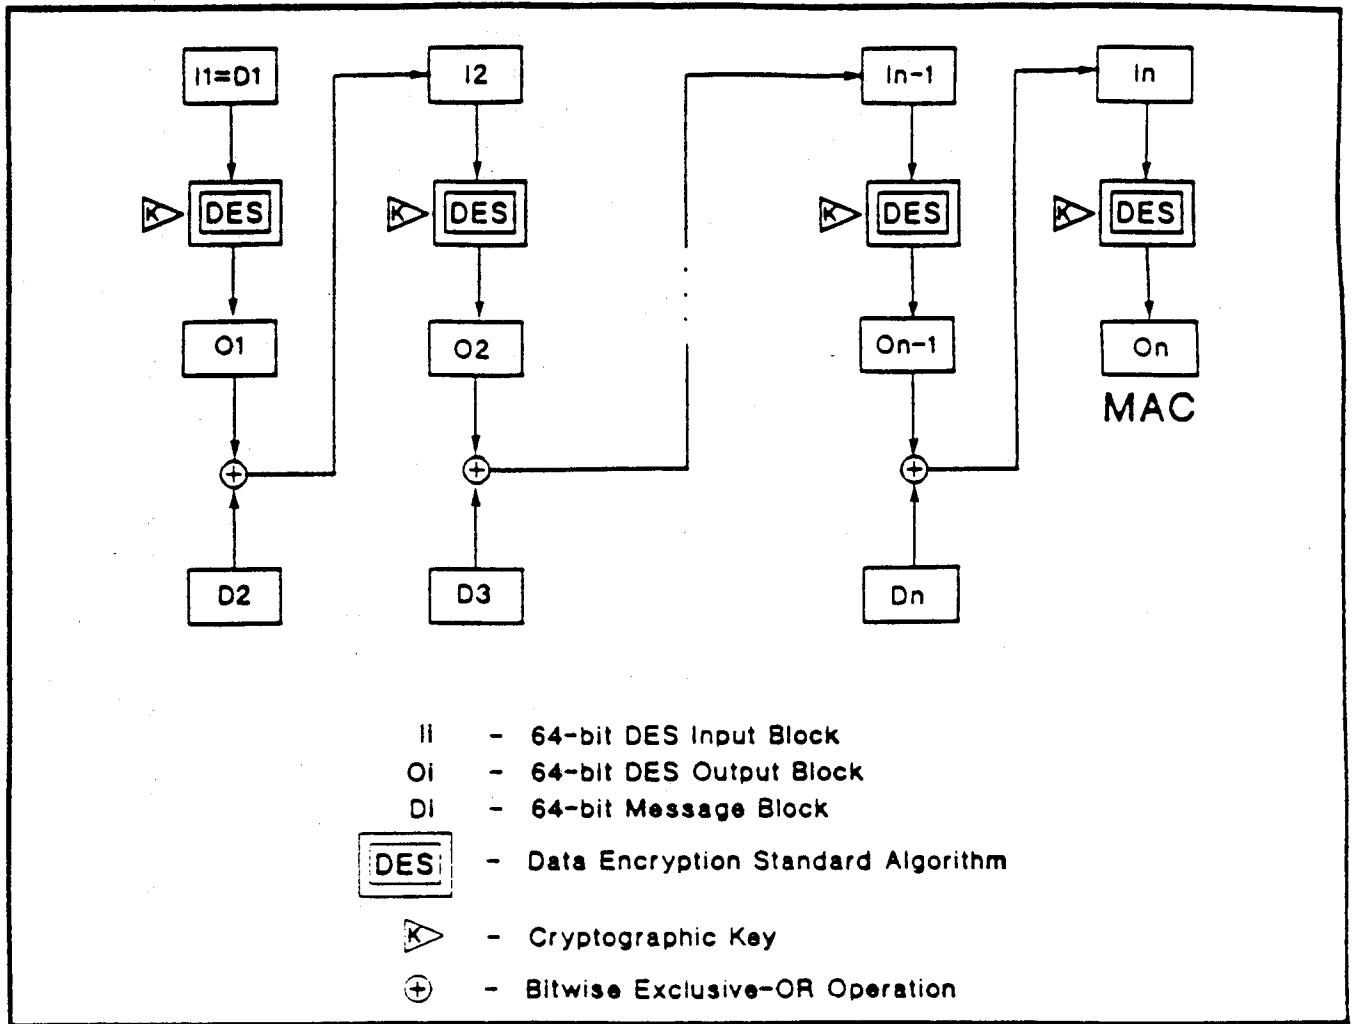 I1=D1 I2 In-1 In
K DES K DES K DES K DES
O1 O2 On-1 On
MAC
D2 D3 Dn
Ii - 64-bit DES Input Block
Oi - 64-bit DES Output Block
Di - 64-bit Message Block
DES - Data Encryption Standard Algorithm
K - Cryptographic Key
⊕ - Bitwise Exclusive-OR Operation